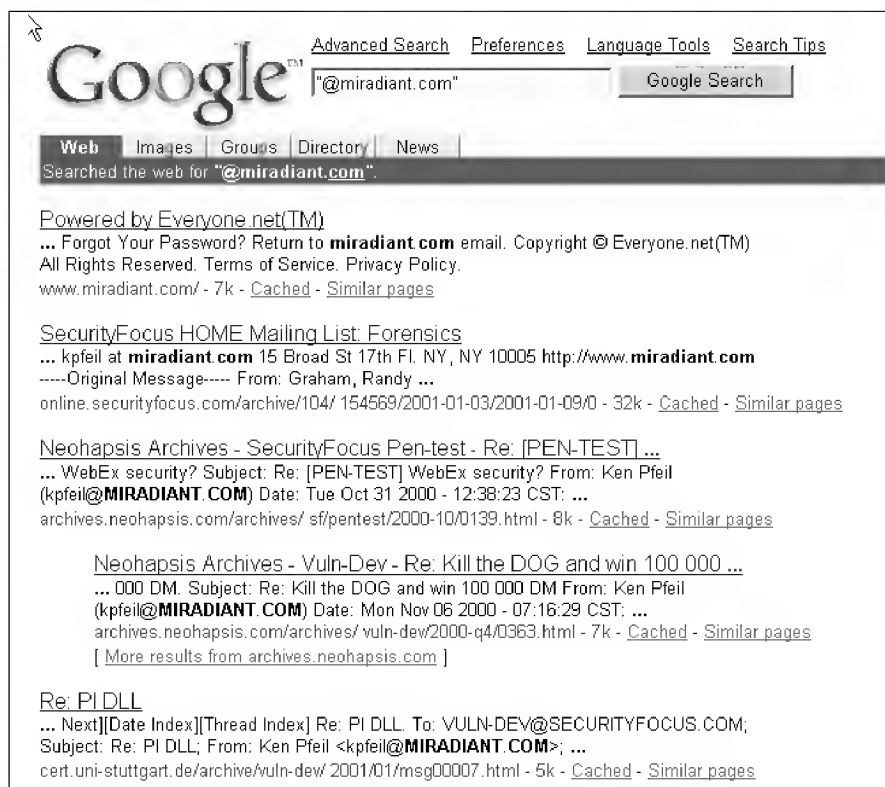 Google™
Advanced Search Preferences Language Tools Search Tips
"@miradiant.com" Google Search
Web Images Groups Directory News
Searched the web for "@miradiant.com".
Powered by Everyone.net(TM)
... Forgot Your Password? Return to miradiant.com email. Copyright © Everyone.net(TM)
All Rights Reserved. Terms of Service. Privacy Policy.
www.miradiant.com/ - 7k - Cached - Similar pages
SecurityFocus HOME Mailing List: Forensics
... kpfeil at miradiant.com 15 Broad St 17th Fl. NY, NY 10005 http://www.miradiant.com
-----Original Message----- From: Graham, Randy ...
online.securityfocus.com/archive/104/ 154569/2001-01-03/2001-01-09/0 - 32k - Cached - Similar pages
Neohapsis Archives - SecurityFocus Pen-test - Re: [PEN-TEST] ...
... WebEx security? Subject: Re: [PEN-TEST] WebEx security? From: Ken Pfeil
(kpfeil@MIRADIANT.COM) Date: Tue Oct 31 2000 - 12:38:23 CST: ...
archives.neohapsis.com/archives/ sf/pentest/2000-10/0139.html - 8k - Cached - Similar pages
Neohapsis Archives - Vuln-Dev - Re: Kill the DOG and win 100 000 ...
... 000 DM. Subject: Re: Kill the DOG and win 100 000 DM From: Ken Pfeil
(kpfeil@MIRADIANT.COM) Date: Mon Nov 06 2000 - 07:16:29 CST: ...
archives.neohapsis.com/archives/ vuln-dev/2000-q4/0363.html - 7k - Cached - Similar pages
[ More results from archives.neohapsis.com ]
Re: PI DLL
... Next][Date Index][Thread Index] Re: PI DLL. To: VULN-DEV@SECURITYFOCUS.COM;
Subject: Re: PI DLL; From: Ken Pfeil <kpfeil@MIRADIANT.COM>; ...
cert.uni-stuttgart.de/archive/vuln-dev/ 2001/01/msg00007.html - 5k - Cached - Similar pages